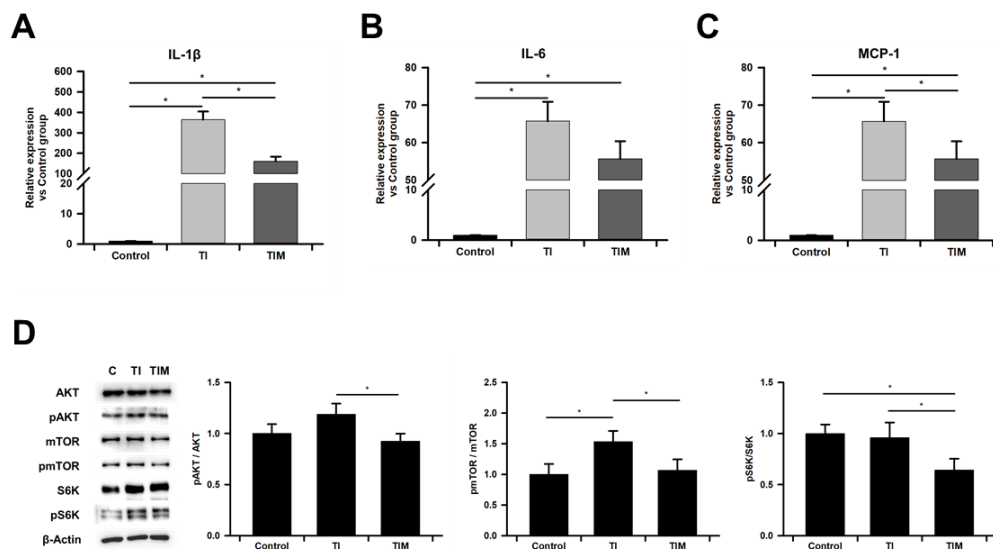 A
IL-1β
Relative expression
vs Control group
600
500
400
300
200
100
20
10
0
*
*
*
Control TI TIM
B
IL-6
Relative expression
vs Control group
80
70
60
50
10
0
*
*
Control TI TIM
C
MCP-1
Relative expression
vs Control group
80
70
60
50
10
0
*
*
*
Control TI TIM
D
C TI TIM
AKT
pAKT
mTOR
pmTOR
S6K
pS6K
β-Actin
pAKT / AKT
1.5
1.0
0.5
0.0
*
Control TI TIM
pmTOR / mTOR
2.5
2.0
1.5
1.0
0.5
0.0
*
*
Control TI TIM
pS6K/S6K
1.5
1.0
0.5
0.0
*
*
Control TI TIM